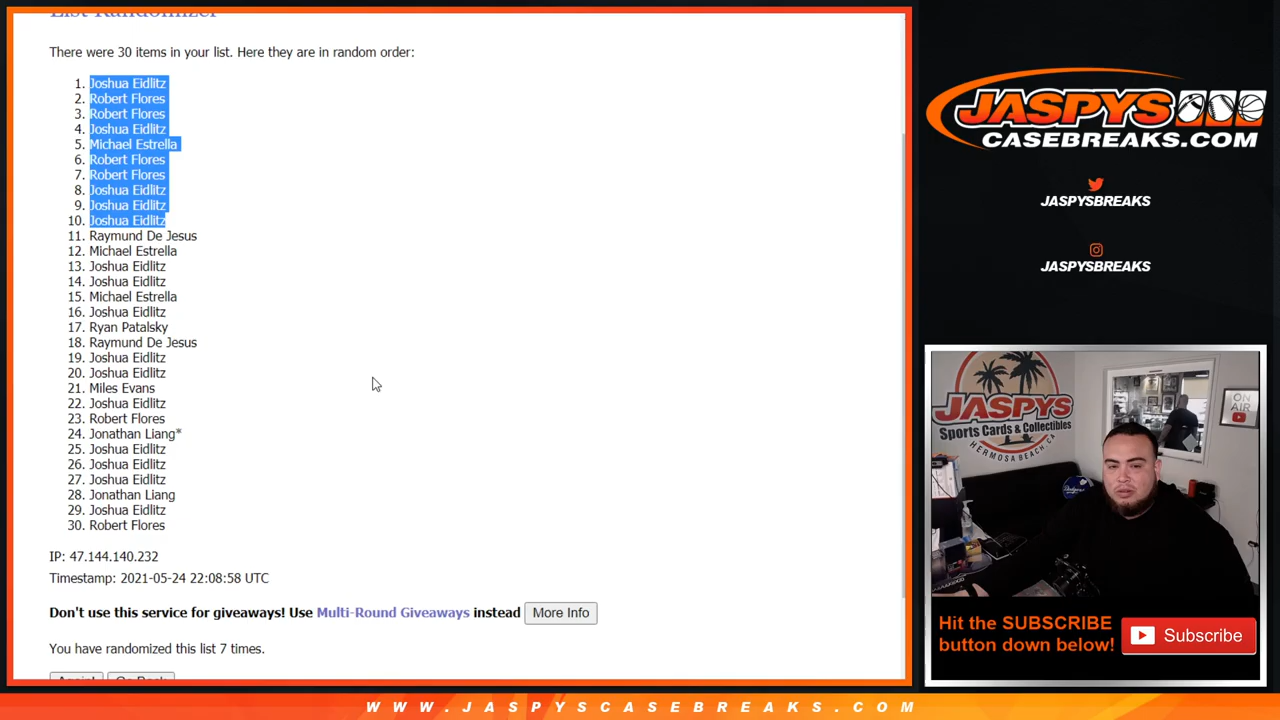 List Randomizer
There were 30 items in your list. Here they are in random order:
1. Joshua Eidlitz
2. Robert Flores
3. Robert Flores
4. Joshua Eidlitz
5. Michael Estrella
6. Robert Flores
7. Robert Flores
8. Joshua Eidlitz
9. Joshua Eidlitz
10. Joshua Eidlitz
11. Raymund De Jesus
12. Michael Estrella
13. Joshua Eidlitz
14. Joshua Eidlitz
15. Michael Estrella
16. Joshua Eidlitz
17. Ryan Patalsky
18. Raymund De Jesus
19. Joshua Eidlitz
20. Joshua Eidlitz
21. Miles Evans
22. Joshua Eidlitz
23. Robert Flores
24. Jonathan Liang*
25. Joshua Eidlitz
26. Joshua Eidlitz
27. Joshua Eidlitz
28. Jonathan Liang
29. Joshua Eidlitz
30. Robert Flores
IP: 47.144.140.232
Timestamp: 2021-05-24 22:08:58 UTC
Don't use this service for giveaways! Use Multi-Round Giveaways instead More Info
You have randomized this list 7 times.
Again! Go Back
JASPYS
CASEBREAKS.COM
JASPYSBREAKS
JASPYSBREAKS
JASPYS
Sports Cards & Collectibles
HERMOSA BEACH, CA
ON
AIR
Dodgers
Hit the SUBSCRIBE
button down below!
Subscribe
WWW.JASPYSCASEBREAKS.COM